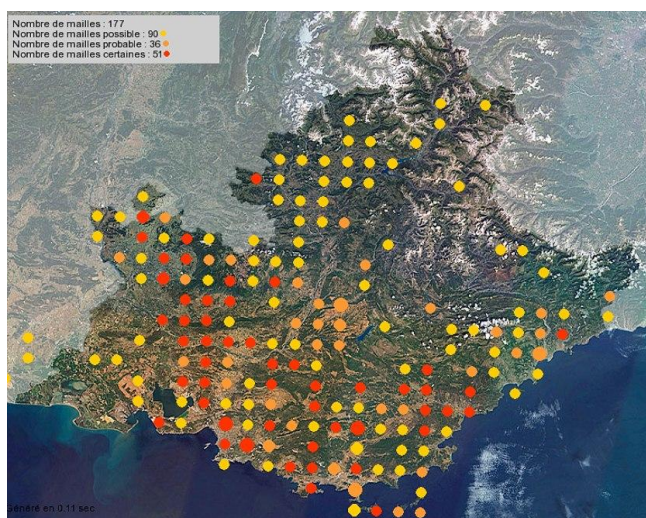 Nombre de mailles : 177
Nombre de mailles possible : 90
Nombre de mailles probable : 36
Nombre de mailles certaines : 51
Généré en 0.11 sec